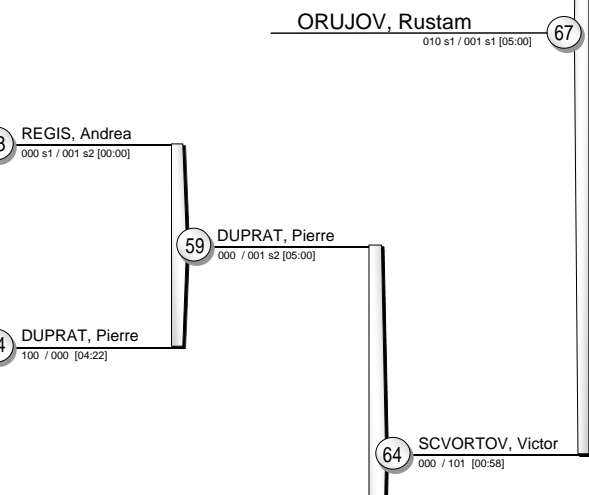 ORUJOV, Rustam
010 s1 / 001 s1 [05:00]
67
REGIS, Andrea
000 s1 / 001 s2 [00:00]
DUPRAT, Pierre
59
000 / 001 s2 [05:00]
DUPRAT, Pierre
100 / 000 [04:22]
SCVORTOV, Victor
64
000 / 101 [00:58]